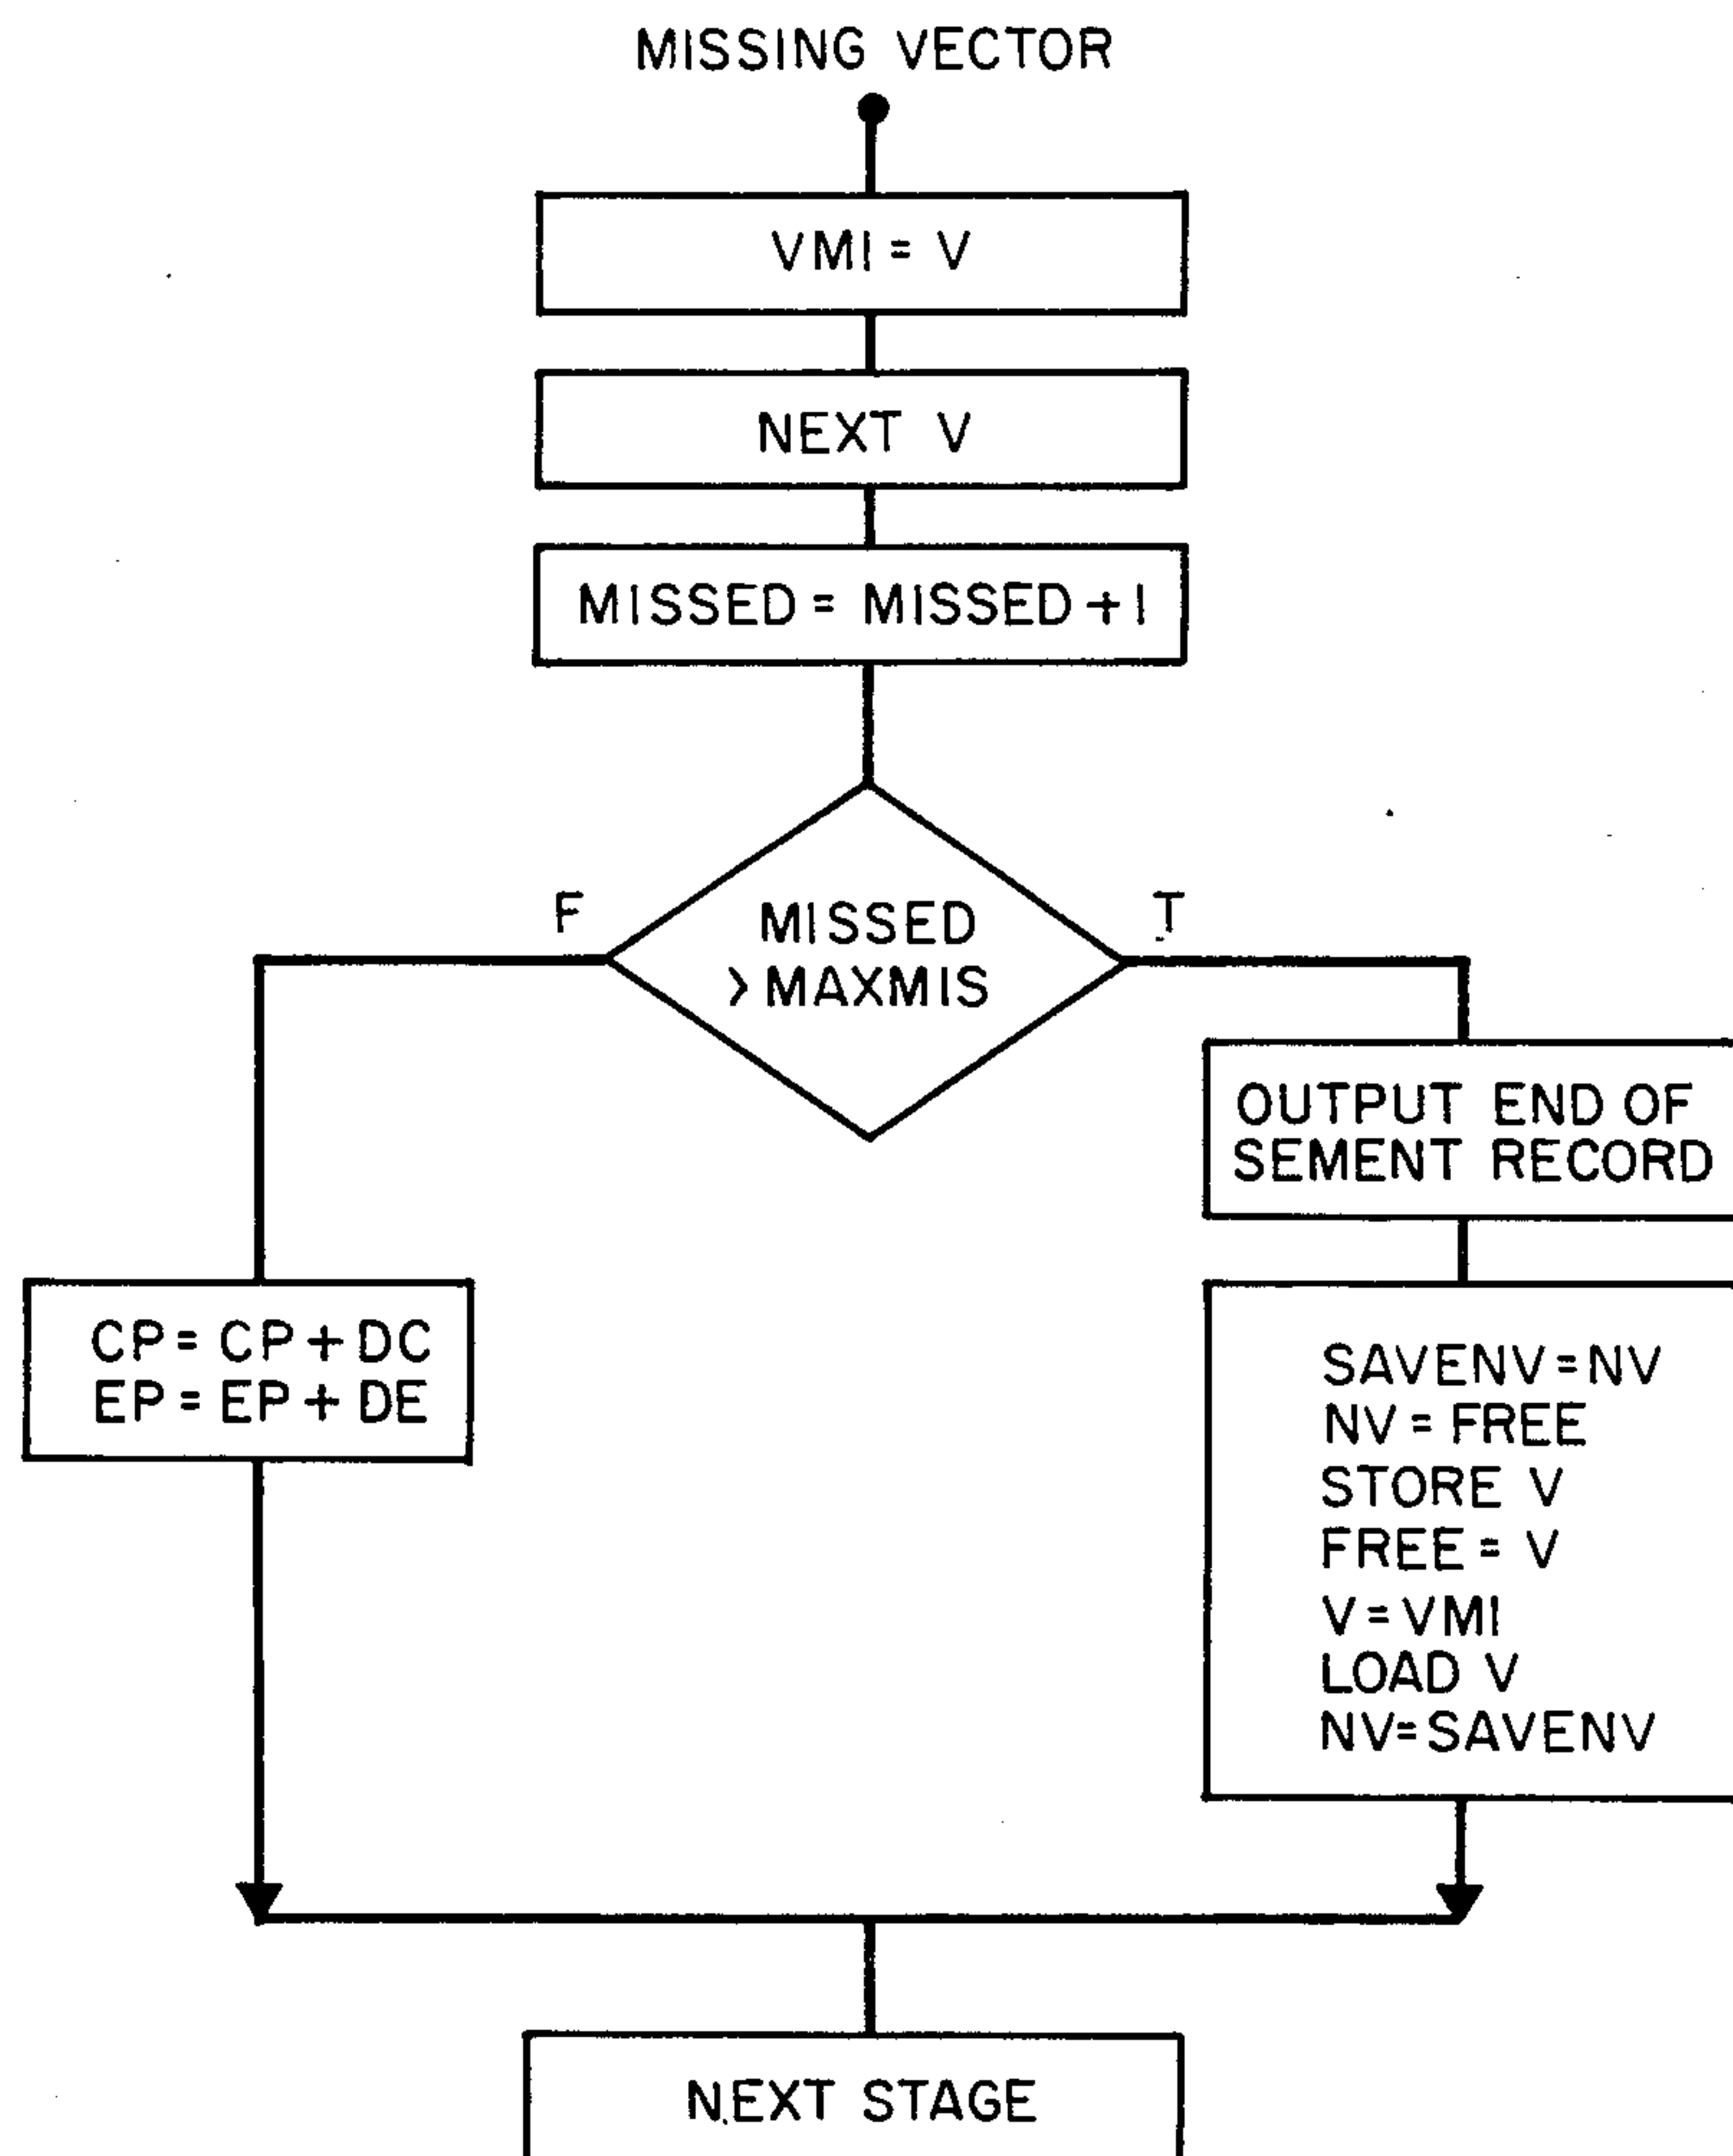 MISSING VECTOR
VMI = V
NEXT V
MISSED = MISSED + I
F
T
MISSED
>MAXMIS
OUTPUT END OF
SEMENT RECORD
CP= CP+ DC
EP = EP + DE
SAVENV=NV
NV = FREE
STORE V
FREE = V
V = VMI
LOAD V
NV=SAVENV
NEXT STAGE